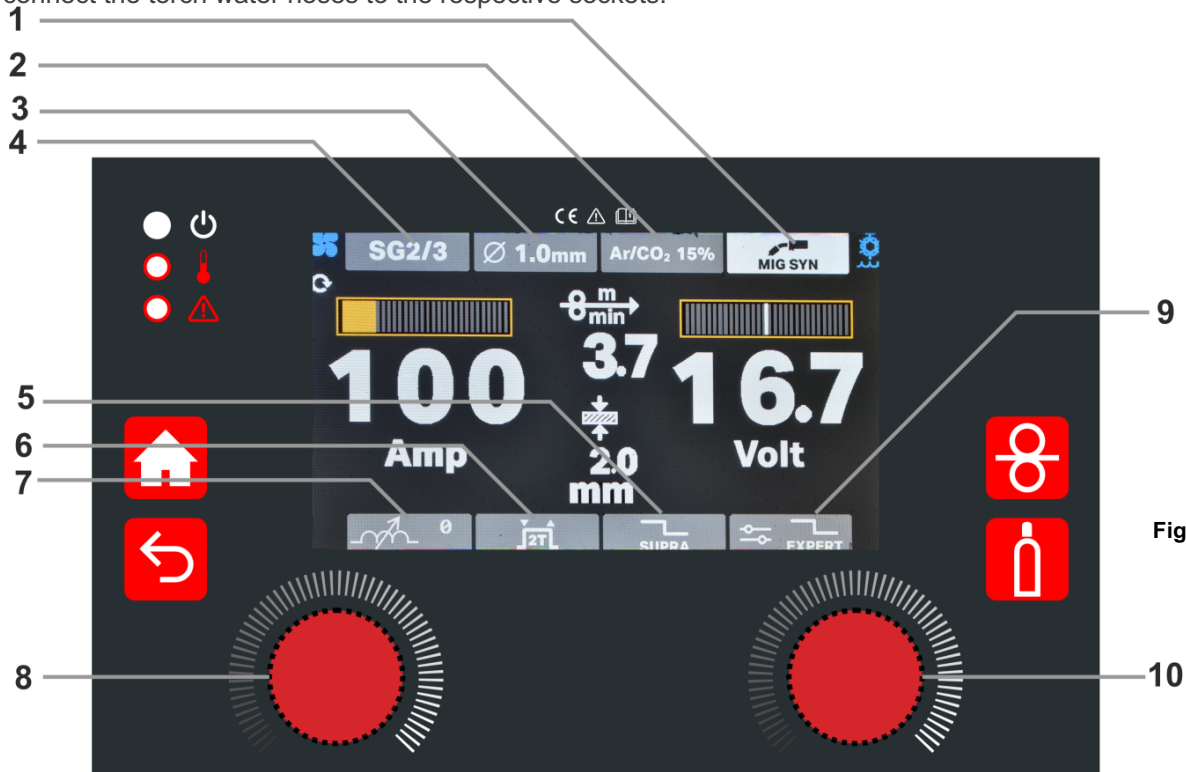 connect the torch water hoses to the respective sockets.
1
2
3
4
CE
SG2/3 Ø 1.0mm Ar/CO₂ 15% MIG SYN
m
min
3.7
100 16.7
Amp Volt
2.0
mm
5
6
7
9
0 2T SUPRA EXPERT
Fig
8
10